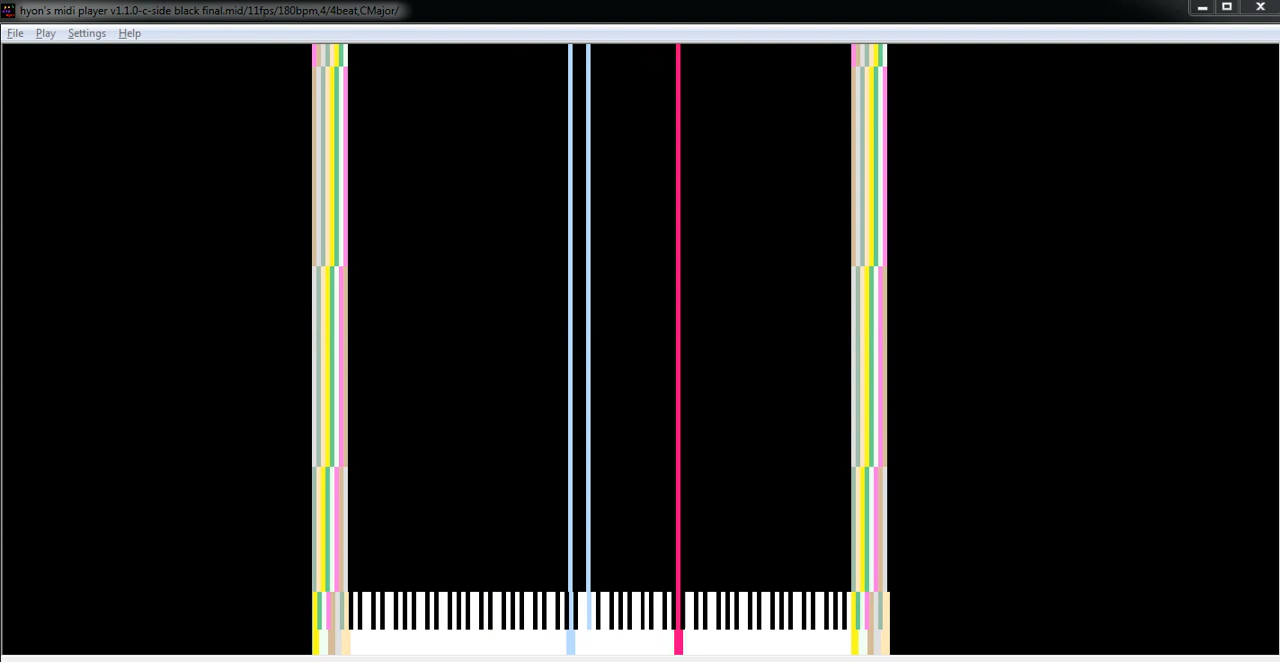 hyon's midi player v1.1.0-c-side black final.mid/11fps/180bpm,4/4beat,CMajor/
File Play Settings Help